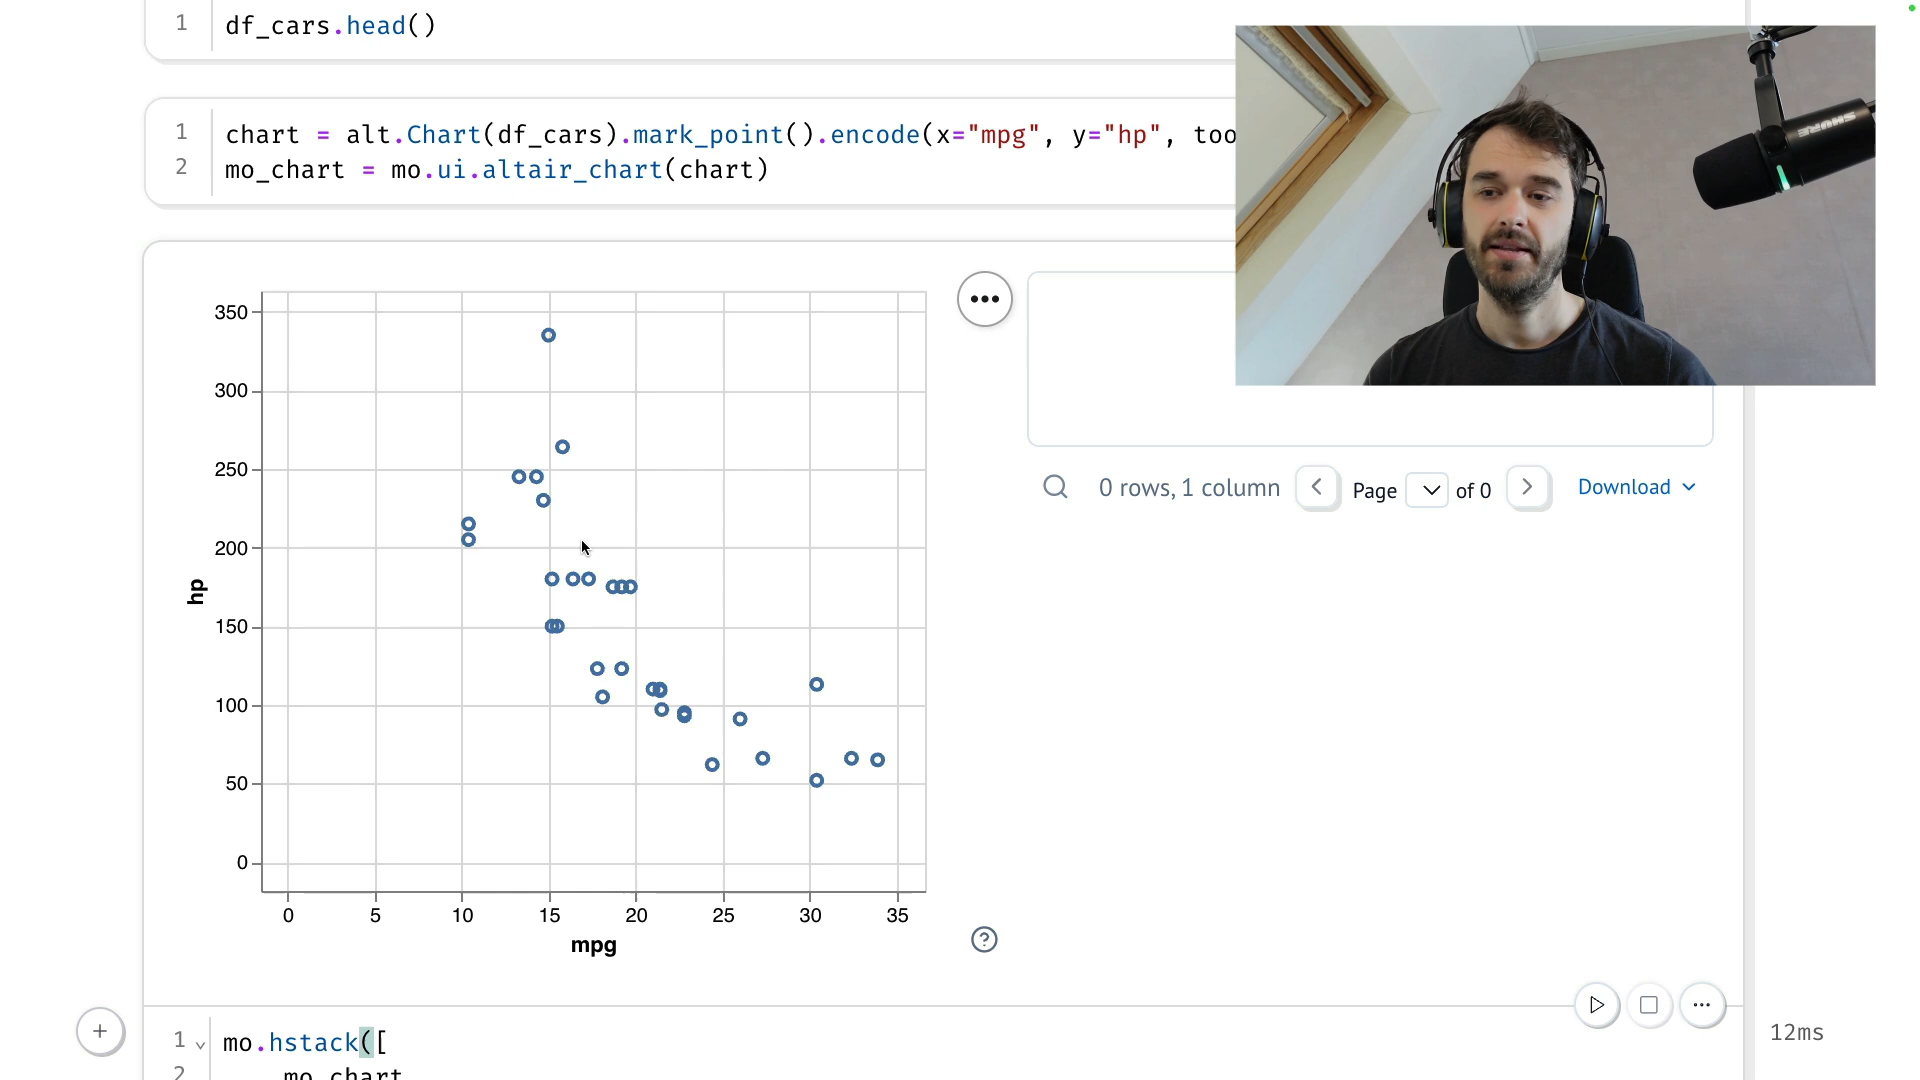 1 df_cars.head()
1 chart = alt.Chart(df_cars).mark_point().encode(x="mpg", y="hp", too
2 mo_chart = mo.ui.altair_chart(chart)
SHURE
350
300
250
200
150
100
50
0
hp
0 5 10 15 20 25 30 35
mpg
0 rows, 1 column Page of 0 Download
12ms
1 mo.hstack([
2 mo_chart